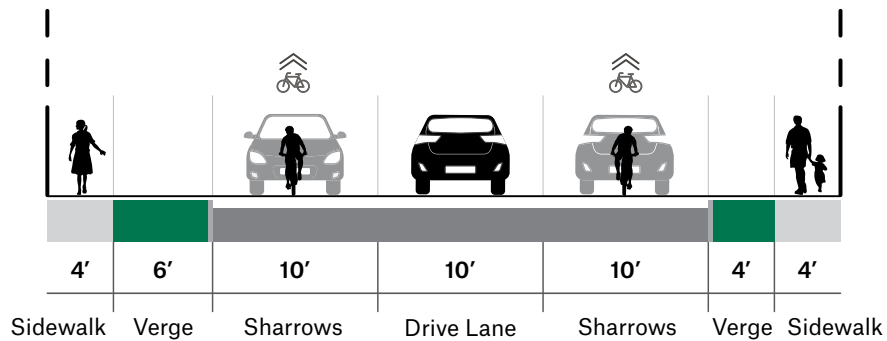 4’ 6’ 10’ 10’ 10’ 4’ 4’
Sidewalk Verge Sharrows Drive Lane Sharrows Verge Sidewalk